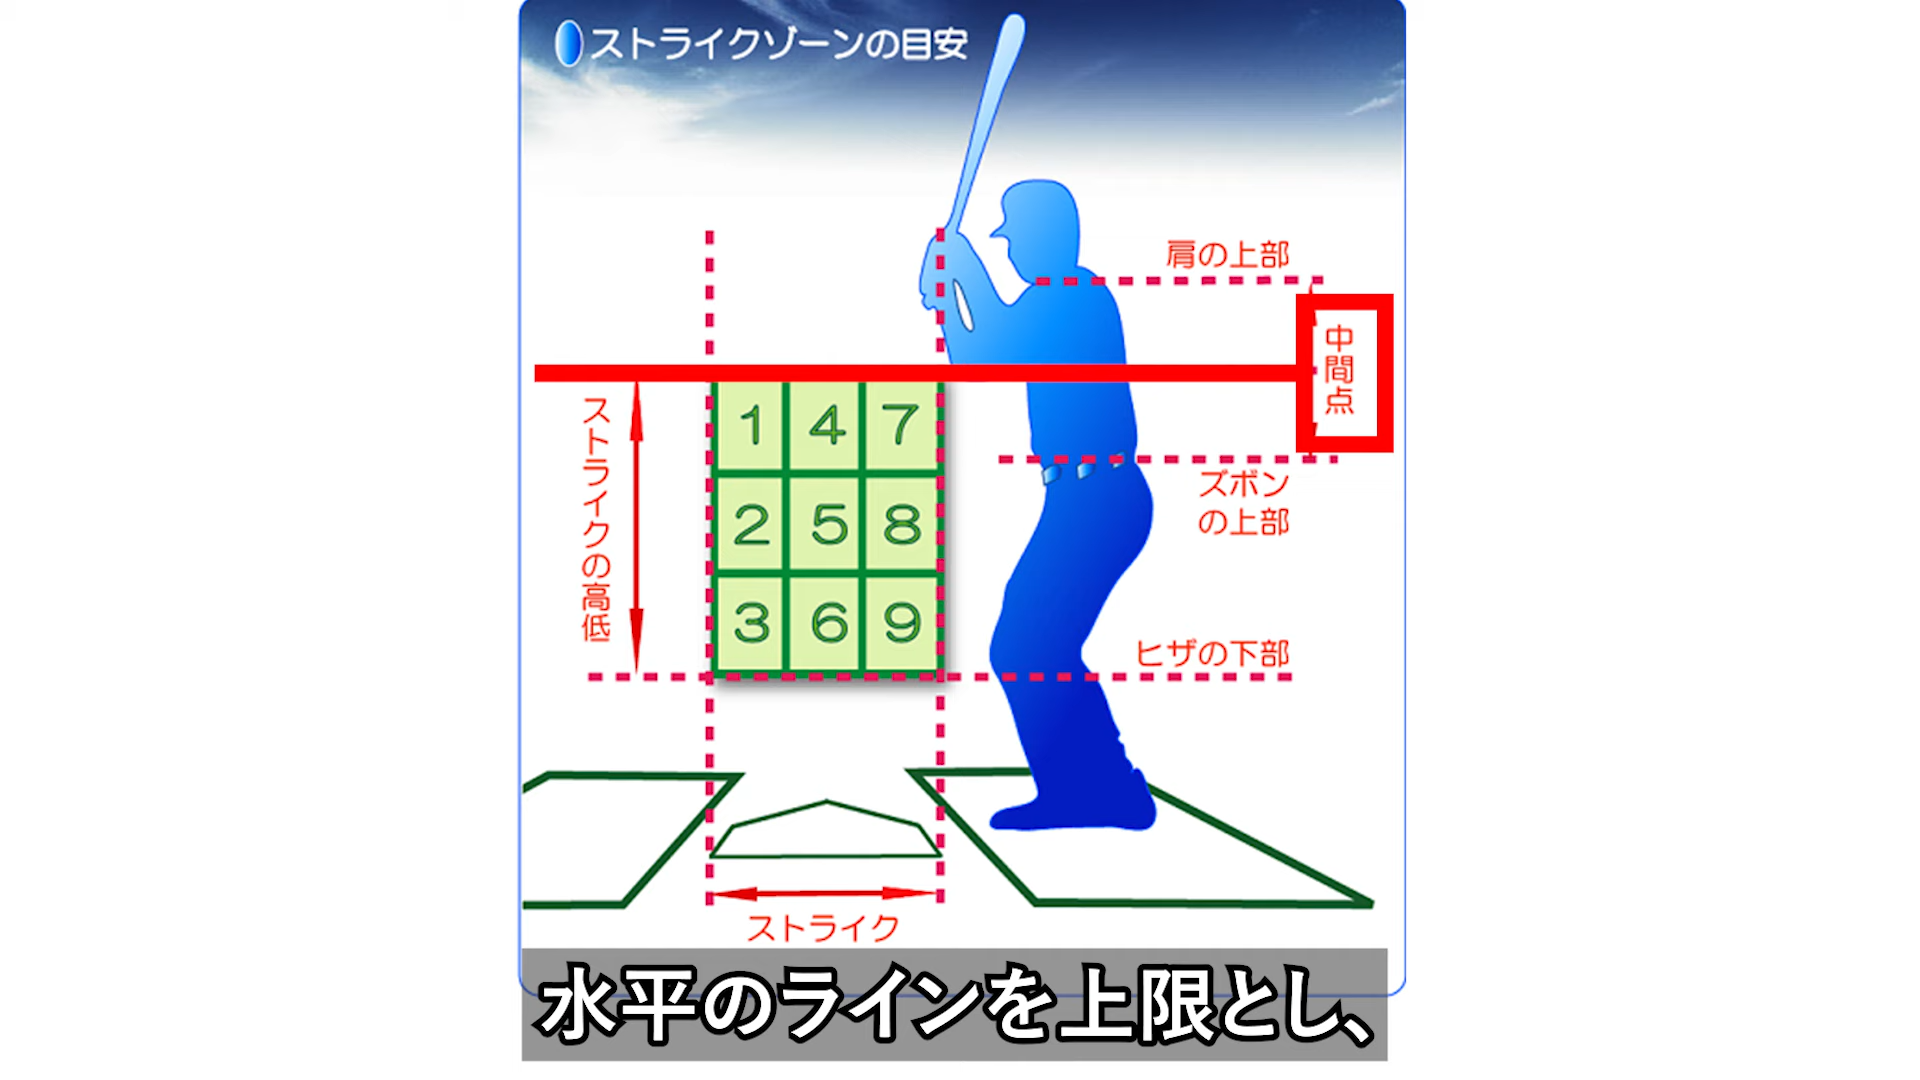 ストライクゾーンの目安
肩の上部
中間点
ストライクの高低
1 4 7
2 5 8
3 6 9
ズボン
の上部
ヒザの下部
ストライク
水平のラインを上限とし、